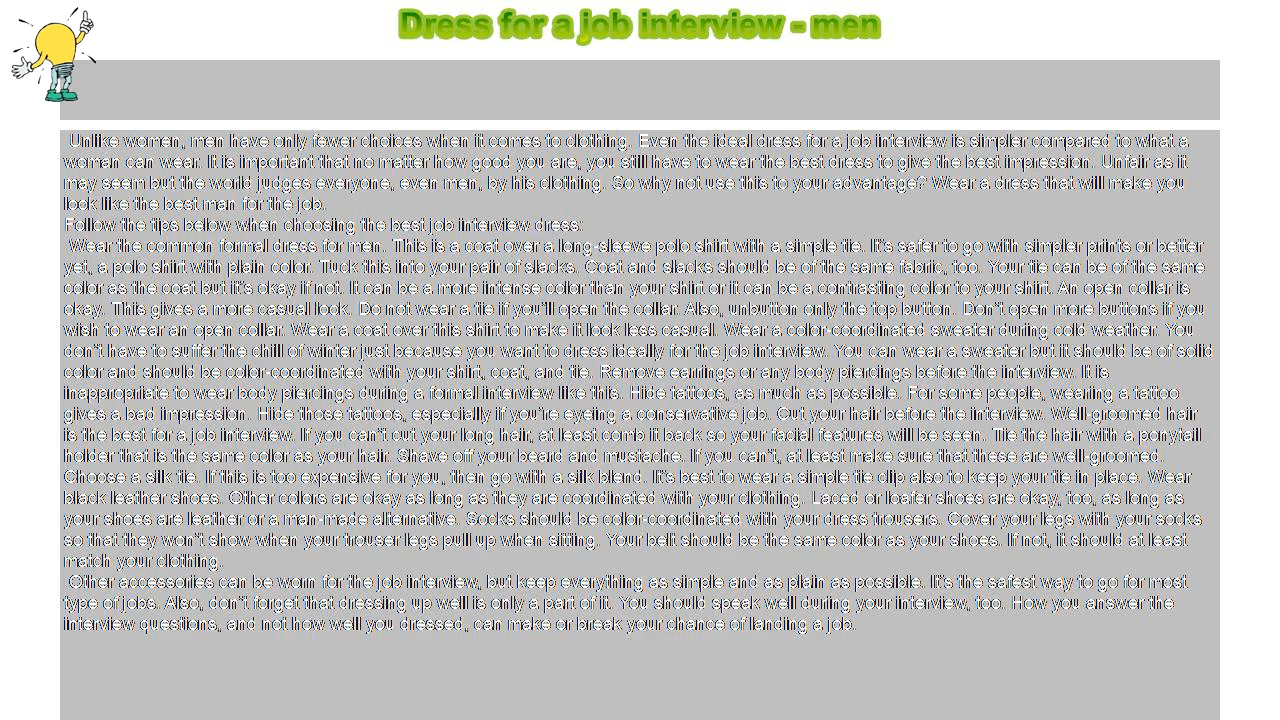 Dress for a job interview - men
Unlike women, men have only fewer choices when it comes to clothing. Even the ideal dress for a job interview is simpler compared to what a
woman can wear. It is important that no matter how good you are, you still have to wear the best dress to give the best impression. Unfair as it
may seem but the world judges everyone, even men, by his clothing. So why not use this to your advantage? Wear a dress that will make you
look like the best man for the job.
Follow the tips below when choosing the best job interview dress:
Wear the common formal dress for men. This is a coat over a long-sleeve polo shirt with a simple tie. It's safer to go with simpler prints or better
yet, a polo shirt with plain color. Tuck this into your pair of slacks. Coat and slacks should be of the same fabric, too. Your tie can be of the same
color as the coat but it's okay if not. It can be a more intense color than your shirt or it can be a contrasting color to your shirt. An open collar is
okay. This gives a more casual look. Do not wear a tie if you'll open the collar. Also, unbutton only the top button. Don't open more buttons if you
wish to wear an open collar. Wear a coat over this shirt to make it look less casual. Wear a color-coordinated sweater during cold weather. You
don't have to suffer the chill of winter just because you want to dress ideally for the job interview. You can wear a sweater but it should be of solid
color and should be color-coordinated with your shirt, coat, and tie. Remove earrings or any body piercings before the interview. It is
inappropriate to wear body piercings during a formal interview like this. Hide tattoos, as much as possible. For some people, wearing a tattoo
gives a bad impression. Hide those tattoos, especially if you're eyeing a conservative job. Cut your hair before the interview. Well-groomed hair
is the best for a job interview. If you can't cut your long hair, at least comb it back so your facial features will be seen. Tie the hair with a ponytail
holder that is the same color as your hair. Shave off your beard and mustache. If you can't, at least make sure that these are well-groomed.
Choose a silk tie. If this is too expensive for you, then go with a silk blend. It's best to wear a simple tie clip also to keep your tie in place. Wear
black leather shoes. Other colors are okay as long as they are coordinated with your clothing. Laced or loafer shoes are okay, too, as long as
your shoes are leather or a man-made alternative. Socks should be color-coordinated with your dress trousers. Cover your legs with your socks
so that they won't show when your trouser legs pull up when sitting. Your belt should be the same color as your shoes. If not, it should at least
match your clothing.
Other accessories can be worn for the job interview, but keep everything as simple and as plain as possible. It's the safest way to go for most
type of jobs. Also, don't forget that dressing up well is only a part of it. You should speak well during your interview, too. How you answer the
interview questions, and not how well you dressed, can make or break your chance of landing a job.